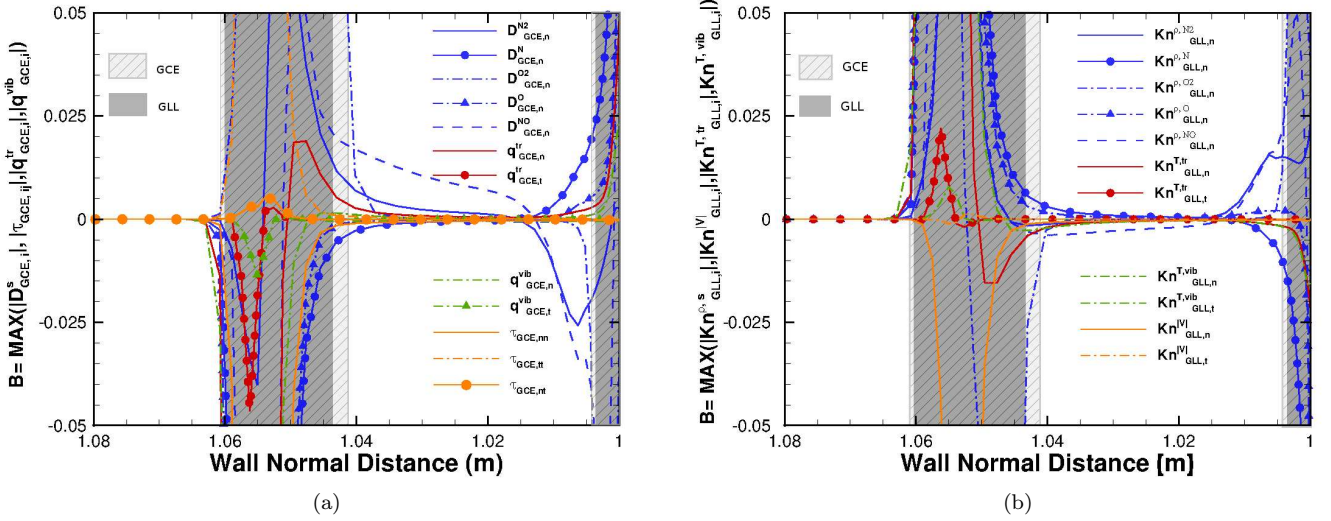 B= MAX(|D^s_GCE,i|, |τ_GCE,ij|,|q^tr_GCE,i|,|q^vib_GCE,i|)
0.05
0.025
0
-0.025
-0.05
GCE
GLL
D^N2_GCE,n
D^N_GCE,n
D^O2_GCE,n
D^O_GCE,n
D^NO_GCE,n
q^tr_GCE,n
q^tr_GCE,t
q^vib_GCE,n
q^vib_GCE,t
τ_GCE,nn
τ_GCE,tt
τ_GCE,nt
1.08 1.06 1.04 1.02 1
Wall Normal Distance (m)
(a)
B= MAX(|Kn^ρ, s_GLL,i|,|Kn^|V|_GLL,i|,|Kn^T, tr_GLL,i|,|Kn^T, vib_GLL,i|)
0.05
0.025
0
-0.025
-0.05
GCE
GLL
Kn^ρ, N2_GLL,n
Kn^ρ, N_GLL,n
Kn^ρ, O2_GLL,n
Kn^ρ, O_GLL,n
Kn^ρ, NO_GLL,n
Kn^T,tr_GLL,n
Kn^T,tr_GLL,t
Kn^T,vib_GLL,n
Kn^T,vib_GLL,t
Kn^|V|_GLL,n
Kn^|V|_GLL,t
1.08 1.06 1.04 1.02 1
Wall Normal Distance [m]
(b)